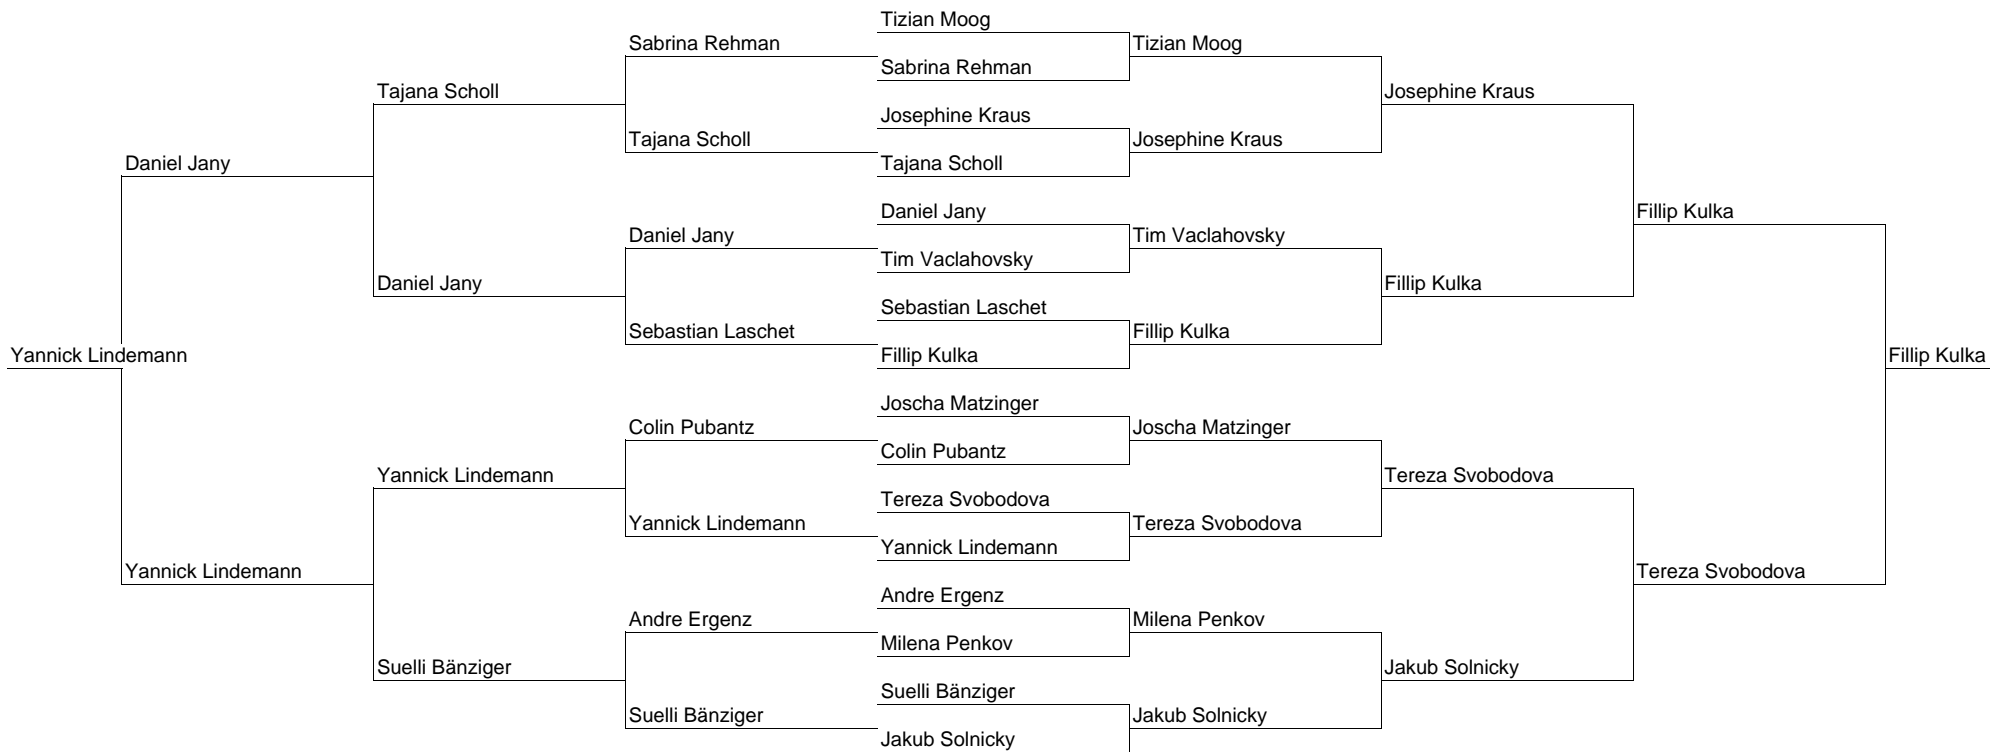 Tizian Moog
Sabrina Rehman
Tizian Moog
Sabrina Rehman
Tajana Scholl
Josephine Kraus
Josephine Kraus
Tajana Scholl
Josephine Kraus
Daniel Jany
Tajana Scholl
Daniel Jany
Fillip Kulka
Daniel Jany
Tim Vaclahovsky
Tim Vaclahovsky
Daniel Jany
Fillip Kulka
Sebastian Laschet
Sebastian Laschet
Fillip Kulka
Yannick Lindemann
Fillip Kulka
Fillip Kulka
Joscha Matzinger
Colin Pubantz
Joscha Matzinger
Colin Pubantz
Yannick Lindemann
Tereza Svobodova
Tereza Svobodova
Yannick Lindemann
Tereza Svobodova
Yannick Lindemann
Yannick Lindemann
Tereza Svobodova
Andre Ergenz
Andre Ergenz
Milena Penkov
Milena Penkov
Suelli Bänziger
Jakub Solnicky
Suelli Bänziger
Suelli Bänziger
Jakub Solnicky
Jakub Solnicky